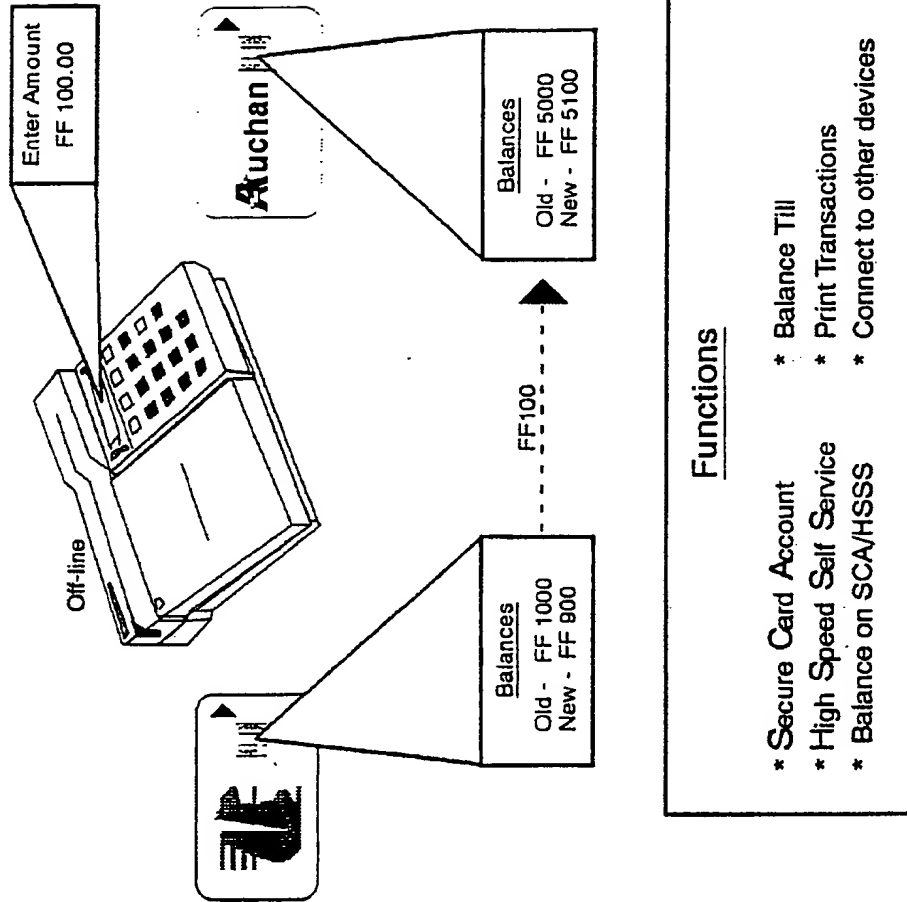 Enter Amount
FF 100.00
Off-line
Auchan
Balances
Old - FF 1000
New - FF 900
FF100
Balances
Old - FF 5000
New - FF 5100
Functions
* Secure Card Account
* High Speed Self Service
* Balance on SCA/HSSS
* Balance Till
* Print Transactions
* Connect to other devices